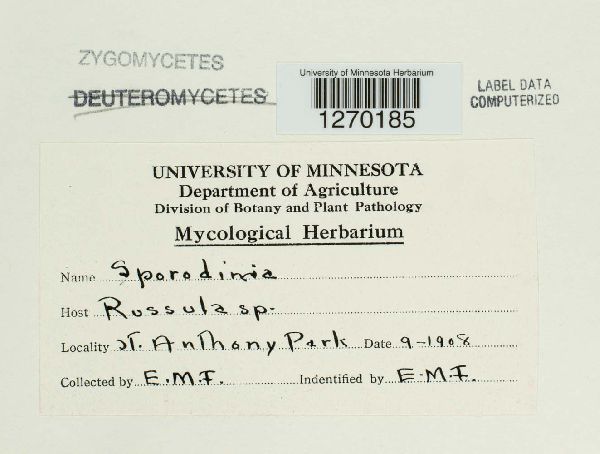 ZYGOMYCETES
DEUTEROMYCETES
University of Minnesota Herbarium
1270185
LABEL DATA
COMPUTERIZED
UNIVERSITY OF MINNESOTA
Department of Agriculture
Division of Botany and Plant Pathology
Mycological Herbarium
Name Sporodinia
Host Russula sp.
Locality St. Anthony Park Date 9-1908
Collected by E.M.F. Indentified by E.M.F.